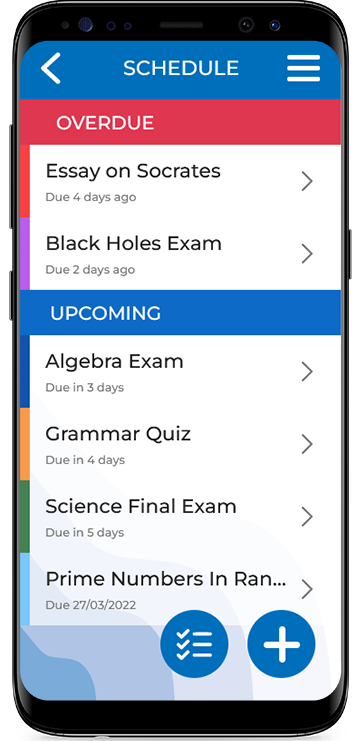 SCHEDULE
OVERDUE
Essay on Socrates
Due 4 days ago
Black Holes Exam
Due 2 days ago
UPCOMING
Algebra Exam
Due in 3 days
Grammar Quiz
Due in 4 days
Science Final Exam
Due in 5 days
Prime Numbers In Ran...
Due 27/03/2022